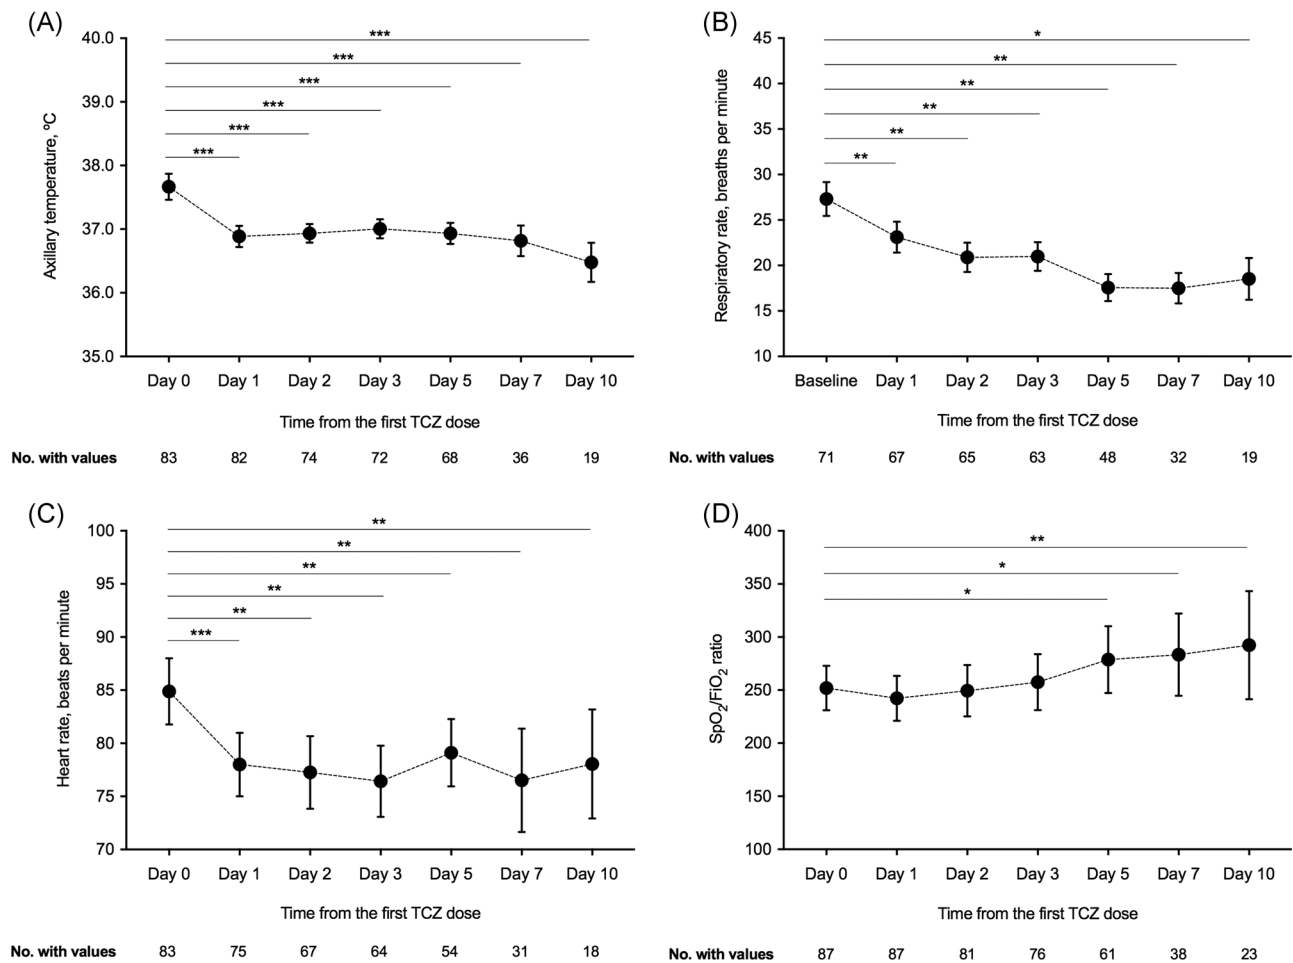 (A)
***
***
***
***
***
***
40.0
39.0
38.0
37.0
36.0
35.0
Axillary temperature, ºC
Day 0 Day 1 Day 2 Day 3 Day 5 Day 7 Day 10
Time from the first TCZ dose
No. with values 83 82 74 72 68 36 19
(B)
*
**
**
**
**
**
45
40
35
30
25
20
15
10
Respiratory rate, breaths per minute
Baseline Day 1 Day 2 Day 3 Day 5 Day 7 Day 10
Time from the first TCZ dose
No. with values 71 67 65 63 48 32 19
(C)
**
**
**
**
**
***
100
95
90
85
80
75
70
Heart rate, beats per minute
Day 0 Day 1 Day 2 Day 3 Day 5 Day 7 Day 10
Time from the first TCZ dose
No. with values 83 75 67 64 54 31 18
(D)
**
*
*
400
350
300
250
200
150
100
SpO2/FiO2 ratio
Day 0 Day 1 Day 2 Day 3 Day 5 Day 7 Day 10
Time from the first TCZ dose
No. with values 87 87 81 76 61 38 23